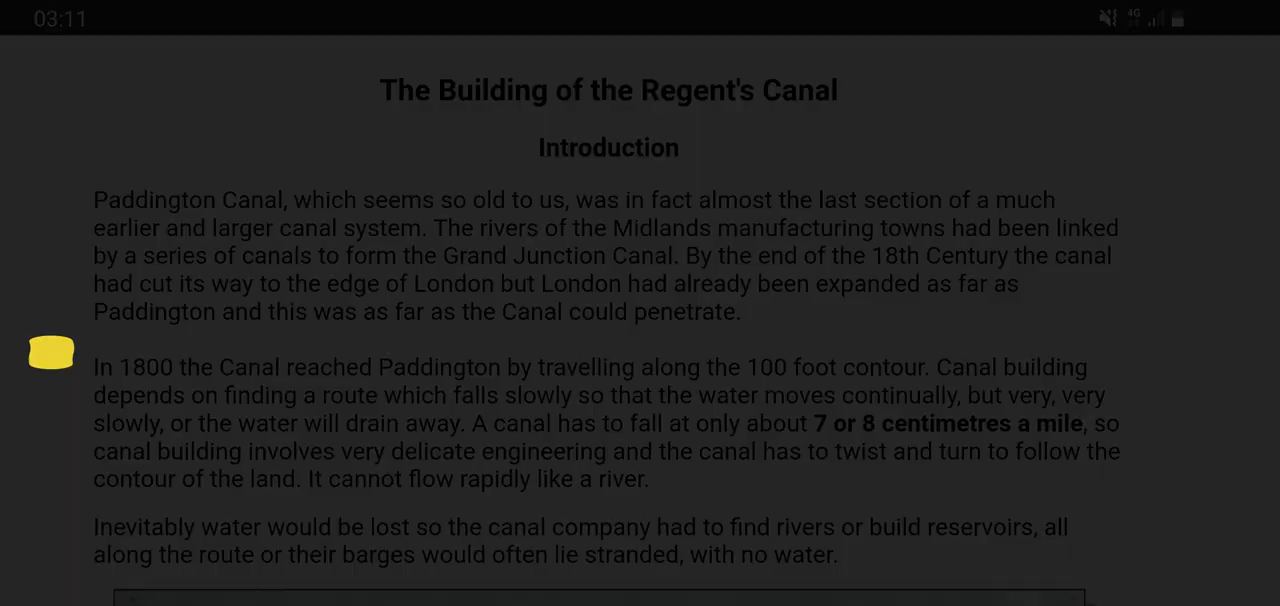 03:11
4G
The Building of the Regent's Canal
Introduction
Paddington Canal, which seems so old to us, was in fact almost the last section of a much
earlier and larger canal system. The rivers of the Midlands manufacturing towns had been linked
by a series of canals to form the Grand Junction Canal. By the end of the 18th Century the canal
had cut its way to the edge of London but London had already been expanded as far as
Paddington and this was as far as the Canal could penetrate.
In 1800 the Canal reached Paddington by travelling along the 100 foot contour. Canal building
depends on finding a route which falls slowly so that the water moves continually, but very, very
slowly, or the water will drain away. A canal has to fall at only about 7 or 8 centimetres a mile, so
canal building involves very delicate engineering and the canal has to twist and turn to follow the
contour of the land. It cannot flow rapidly like a river.
Inevitably water would be lost so the canal company had to find rivers or build reservoirs, all
along the route or their barges would often lie stranded, with no water.